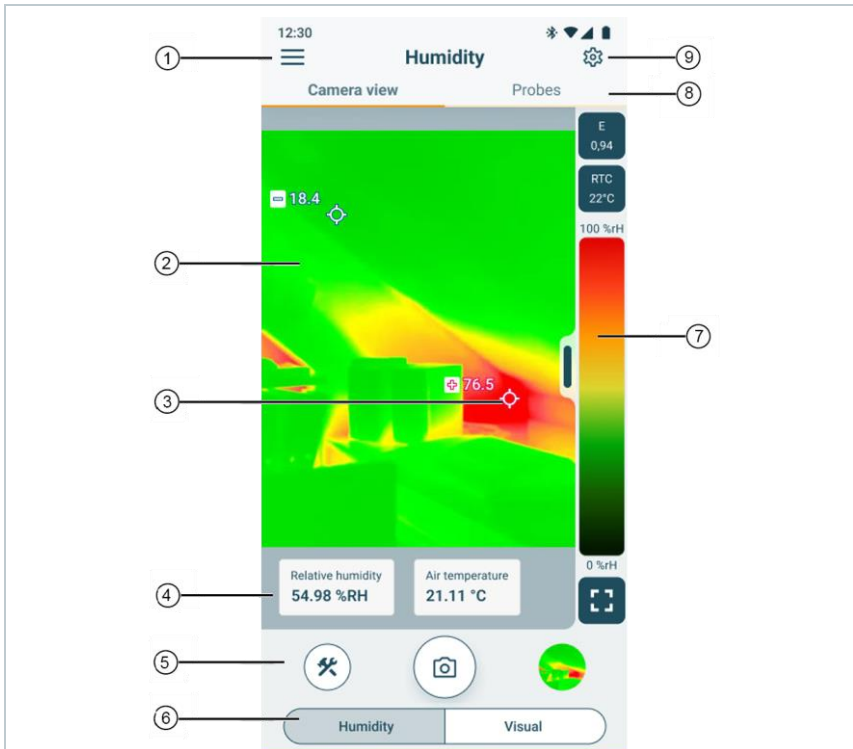 12:30
1
Humidity
9
Camera view
Probes
8
E
0,94
RTC
22°C
18.4
100 %rH
2
7
76.5
3
0 %rH
Relative humidity
54.98 %RH
Air temperature
21.11 °C
4
5
6
Humidity
Visual